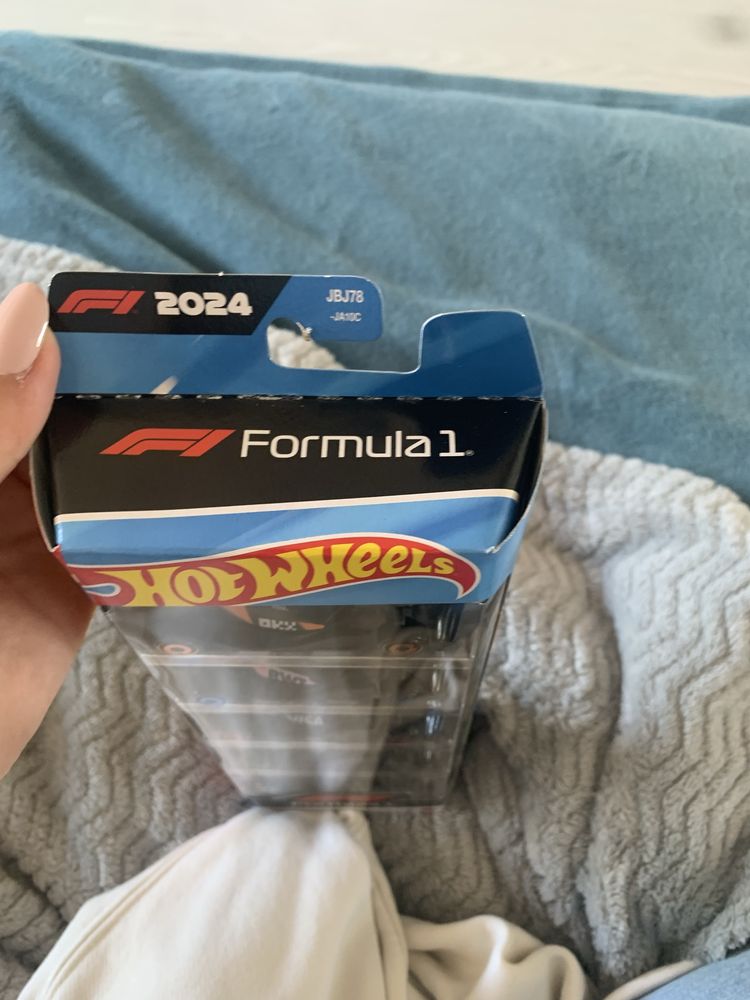 F1 2024
JBJ78
-JA10C
F1 Formula 1
HOT WHEELS
OKX